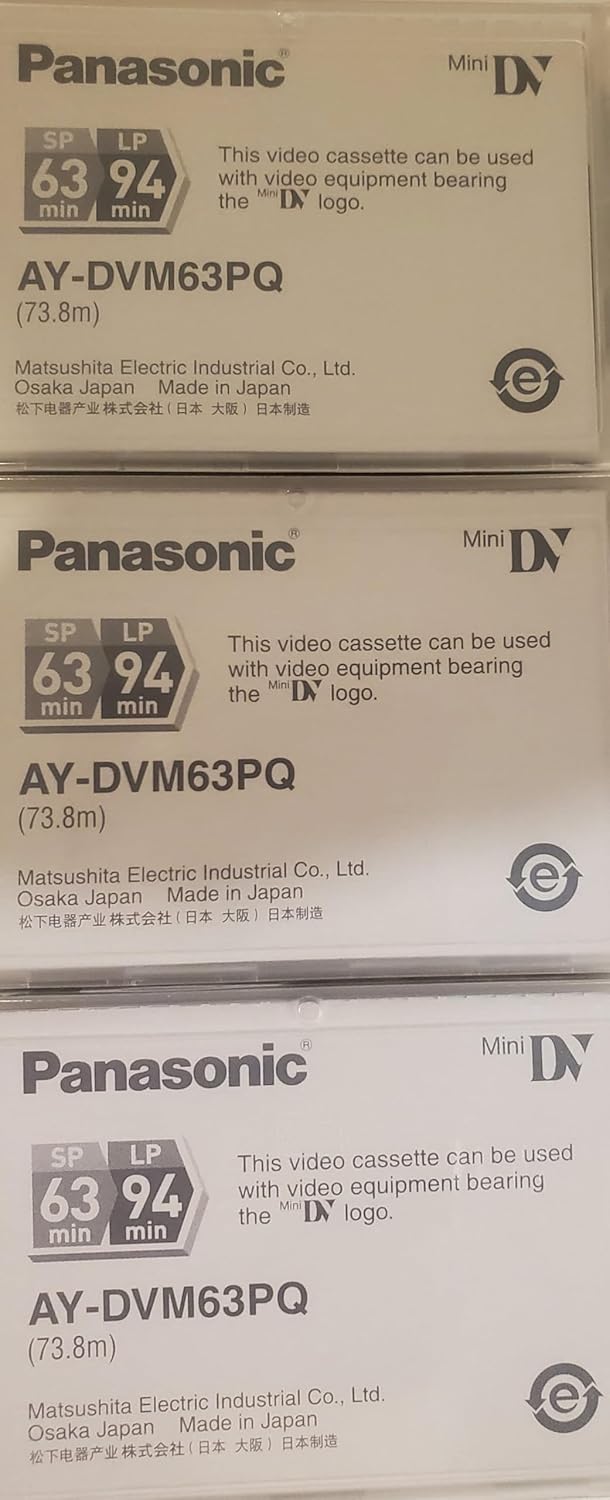 Panasonic®
Mini DV
SP LP
63 94
min min
This video cassette can be used
with video equipment bearing
the Mini DV logo.
AY-DVM63PQ
(73.8m)
Matsushita Electric Industrial Co., Ltd.
Osaka Japan Made in Japan
松下电器产业株式会社(日本 大阪) 日本制造
e
Panasonic®
Mini DV
SP LP
63 94
min min
This video cassette can be used
with video equipment bearing
the Mini DV logo.
AY-DVM63PQ
(73.8m)
Matsushita Electric Industrial Co., Ltd.
Osaka Japan Made in Japan
松下电器产业株式会社(日本 大阪) 日本制造
e
Panasonic®
Mini DV
SP LP
63 94
min min
This video cassette can be used
with video equipment bearing
the Mini DV logo.
AY-DVM63PQ
(73.8m)
Matsushita Electric Industrial Co., Ltd.
Osaka Japan Made in Japan
松下电器产业株式会社(日本 大阪) 日本制造
e